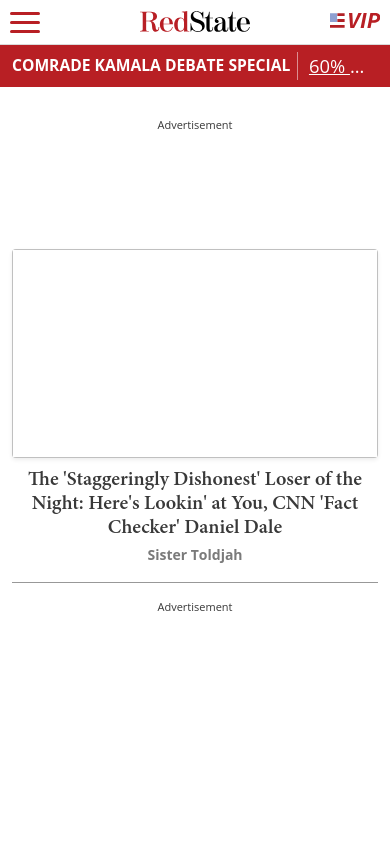 RedState
VIP
COMRADE KAMALA DEBATE SPECIAL
60% ...
Advertisement
The 'Staggeringly Dishonest' Loser of the
Night: Here's Lookin' at You, CNN 'Fact
Checker' Daniel Dale
Sister Toldjah
Advertisement